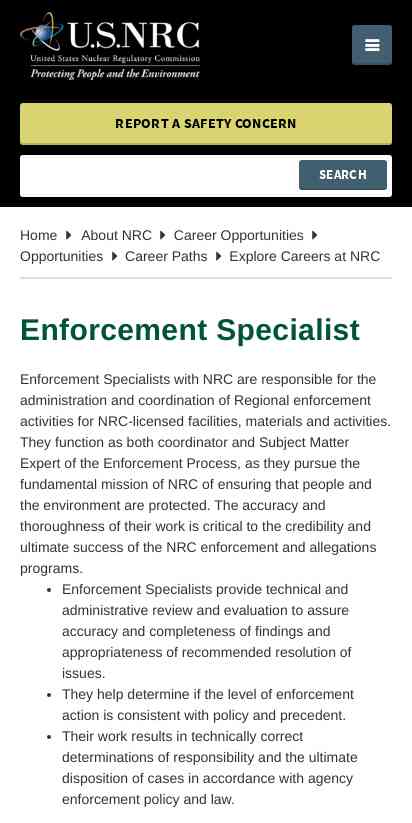 U.S.NRC
United States Nuclear Regulatory Commission
Protecting People and the Environment
REPORT A SAFETY CONCERN
SEARCH
Home About NRC Career Opportunities
Opportunities Career Paths Explore Careers at NRC
Enforcement Specialist
Enforcement Specialists with NRC are responsible for the
administration and coordination of Regional enforcement
activities for NRC-licensed facilities, materials and activities.
They function as both coordinator and Subject Matter
Expert of the Enforcement Process, as they pursue the
fundamental mission of NRC of ensuring that people and
the environment are protected. The accuracy and
thoroughness of their work is critical to the credibility and
ultimate success of the NRC enforcement and allegations
programs.
• Enforcement Specialists provide technical and
administrative review and evaluation to assure
accuracy and completeness of findings and
appropriateness of recommended resolution of
issues.
• They help determine if the level of enforcement
action is consistent with policy and precedent.
• Their work results in technically correct
determinations of responsibility and the ultimate
disposition of cases in accordance with agency
enforcement policy and law.